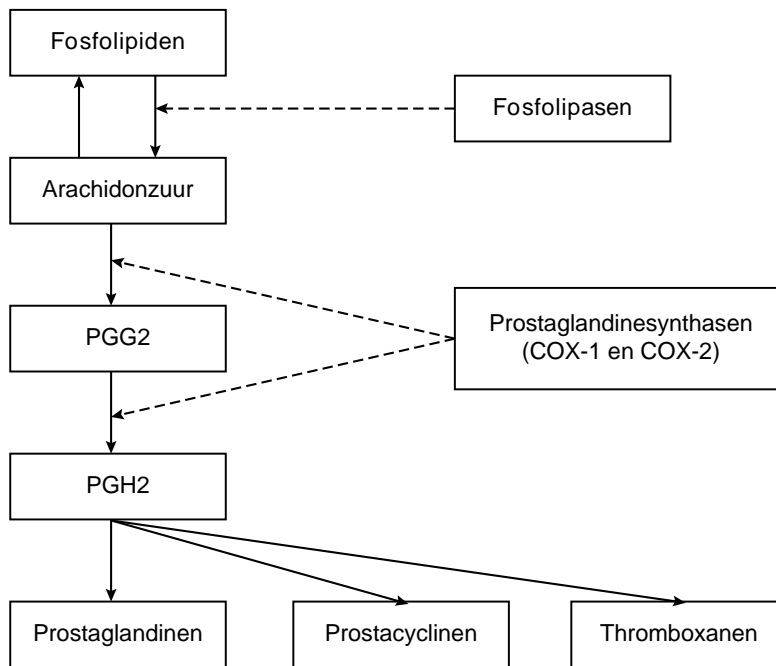 Fosfolipiden
Fosfolipasen
Arachidonzuur
PGG2
Prostaglandinesynthasen
(COX-1 en COX-2)
PGH2
Prostaglandinen
Prostacyclinen
Thromboxanen